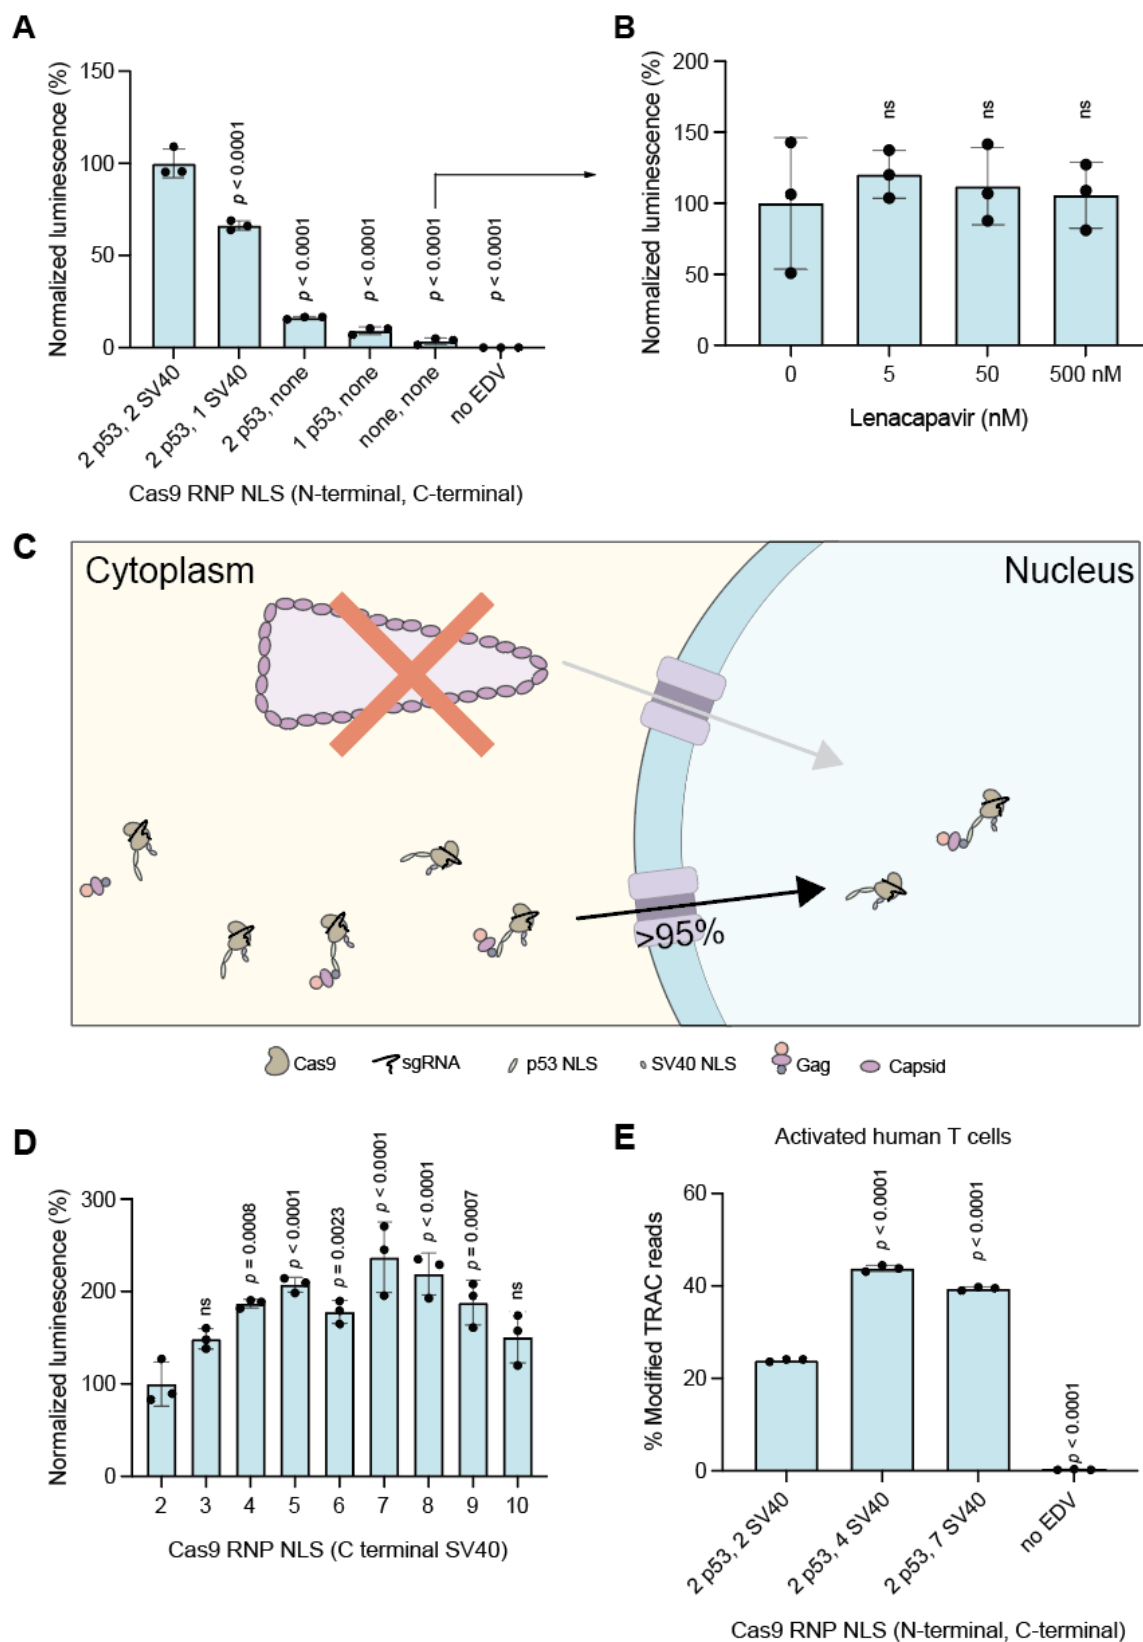 A
Normalized luminescence (%)
150
100
50
0
p < 0.0001
p < 0.0001
p < 0.0001
p < 0.0001
p < 0.0001
2 p53, 2 SV40
2 p53, 1 SV40
2 p53, none
1 p53, none
none, none
no EDV
Cas9 RNP NLS (N-terminal, C-terminal)
B
Normalized luminescence (%)
200
150
100
50
0
ns
ns
ns
0
5
50
500 nM
Lenacapavir (nM)
C
Cytoplasm
Nucleus
>95%
Cas9
sgRNA
p53 NLS
SV40 NLS
Gag
Capsid
D
Normalized luminescence (%)
300
200
100
0
ns
p = 0.0008
p < 0.0001
p = 0.0023
p < 0.0001
p < 0.0001
p = 0.0007
ns
2
3
4
5
6
7
8
9
10
Cas9 RNP NLS (C terminal SV40)
E
Activated human T cells
% Modified TRAC reads
60
40
20
0
p < 0.0001
p < 0.0001
p < 0.0001
2 p53, 2 SV40
2 p53, 4 SV40
2 p53, 7 SV40
no EDV
Cas9 RNP NLS (N-terminal, C-terminal)